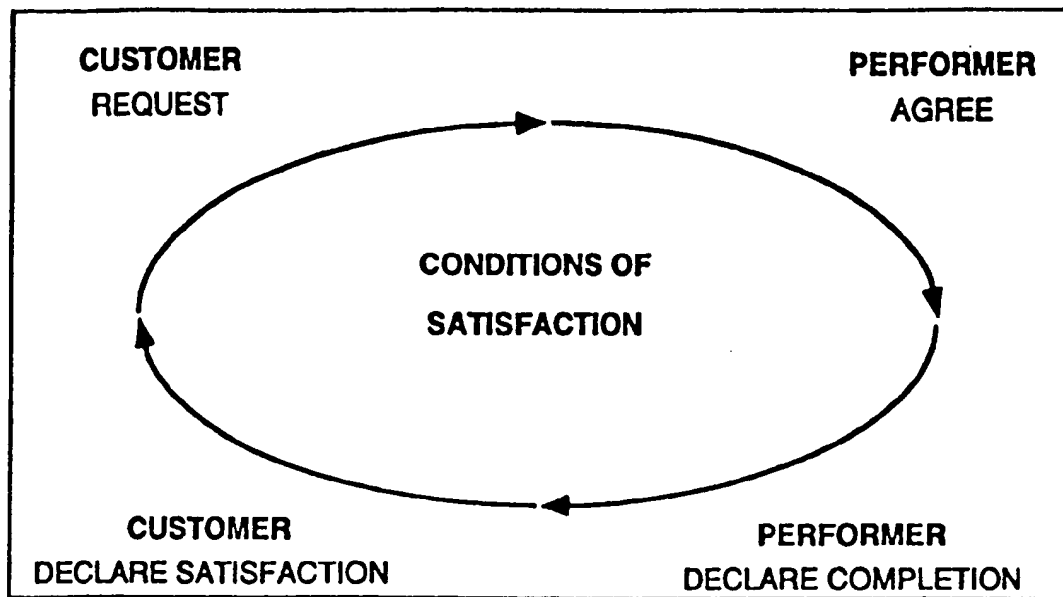 CUSTOMER
REQUEST
PERFORMER
AGREE
CONDITIONS OF
SATISFACTION
CUSTOMER
DECLARE SATISFACTION
PERFORMER
DECLARE COMPLETION